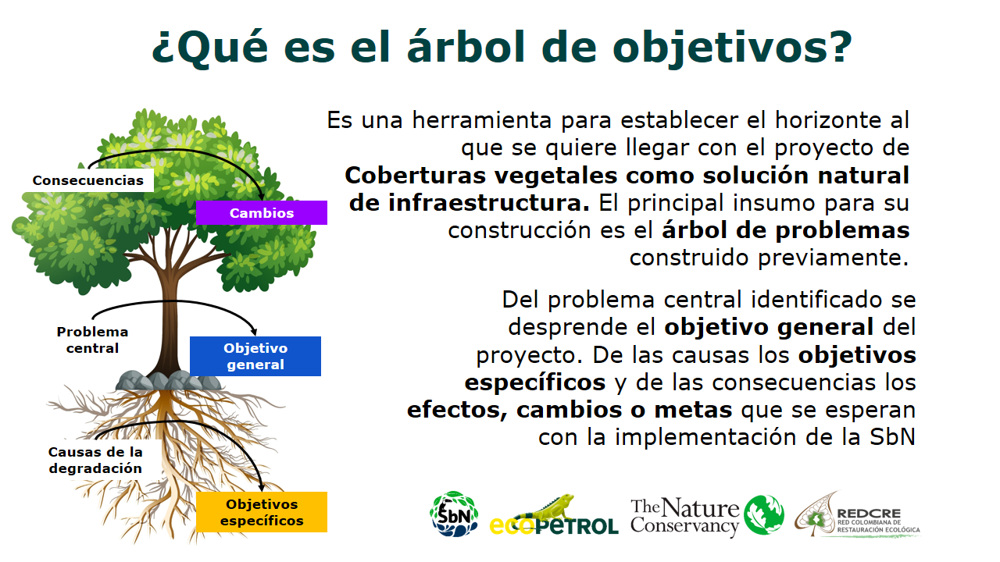 ¿Qué es el árbol de objetivos?
Es una herramienta para establecer el horizonte al
que se quiere llegar con el proyecto de
Coberturas vegetales como solución natural
de infraestructura. El principal insumo para su
construcción es el árbol de problemas
construido previamente.
Del problema central identificado se
desprende el objetivo general del
proyecto. De las causas los objetivos
específicos y de las consecuencias los
efectos, cambios o metas que se esperan
con la implementación de la SbN
Consecuencias
Cambios
Problema
central
Objetivo
general
Causas de la
degradación
Objetivos
específicos
SbN
ecoPETROL
The Nature
Conservancy
REDCRE
RED COLOMBIANA DE
RESTAURACIÓN ECOLÓGICA